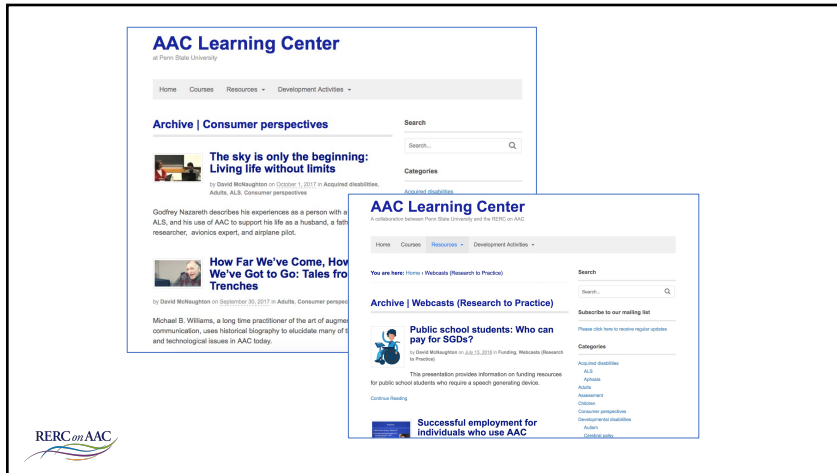 AAC Learning Center
at Penn State University
Home Courses Resources Development Activities
Archive | Consumer perspectives
The sky is only the beginning:
Living life without limits
by David McNaughton on October 1, 2017 in Acquired disabilities,
Adults, ALS, Consumer perspectives
Godfrey Nazareth describes his experiences as a person with a
ALS, and his use of AAC to support his life as a husband, a fath
researcher, avionics expert, and airplane pilot.
How Far We've Come, How
We've Got to Go: Tales fro
Trenches
by David McNaughton on September 30, 2017 in Adults, Consumer perspec
Michael B. Williams, a long time practitioner of the art of augme
communication, uses historical biography to elucidate many of t
and technological issues in AAC today.
Search
Search...
Categories
Acquired disabilities
AAC Learning Center
A collaboration between Penn State University and the RERC on AAC
Home Courses Resources Development Activities
You are here: Home › Webcasts (Research to Practice)
Archive | Webcasts (Research to Practice)
Public school students: Who can
pay for SGDs?
by David McNaughton on July 13, 2018 in Funding, Webcasts (Research
to Practice)
This presentation provides information on funding resources
for public school students who require a speech generating device.
Continue Reading
Successful employment for
individuals who use AAC
Search
Search...
Subscribe to our mailing list
Please click here to receive regular updates
Categories
Acquired disabilities
ALS
Aphasia
Adults
Assessment
Children
Consumer perspectives
Developmental disabilities
Autism
Cerebral palsy
RERC on AAC